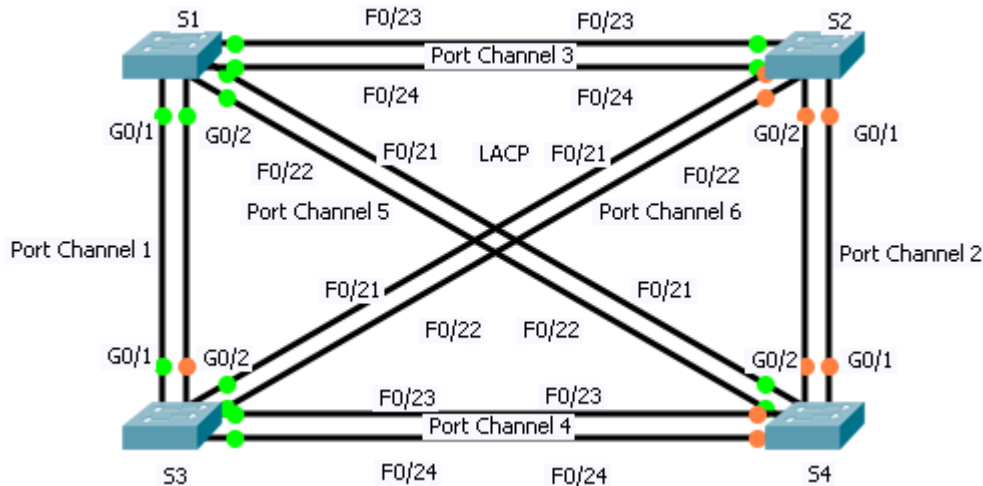 S1
F0/23
F0/23
S2
Port Channel 3
F0/24
F0/24
G0/1
G0/2
G0/2
G0/1
F0/21
LACP
F0/21
F0/22
F0/22
Port Channel 5
Port Channel 6
Port Channel 1
Port Channel 2
F0/21
F0/21
F0/22
F0/22
G0/1
G0/2
G0/2
G0/1
F0/23
F0/23
Port Channel 4
S3
F0/24
F0/24
S4